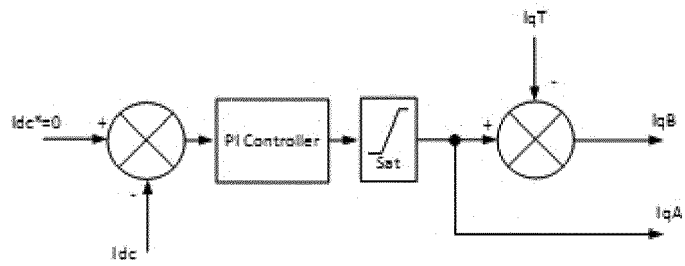 IqT
-
Idc*=0
+
PI Controller
Sat
+
IqB
-
Idc
IqA